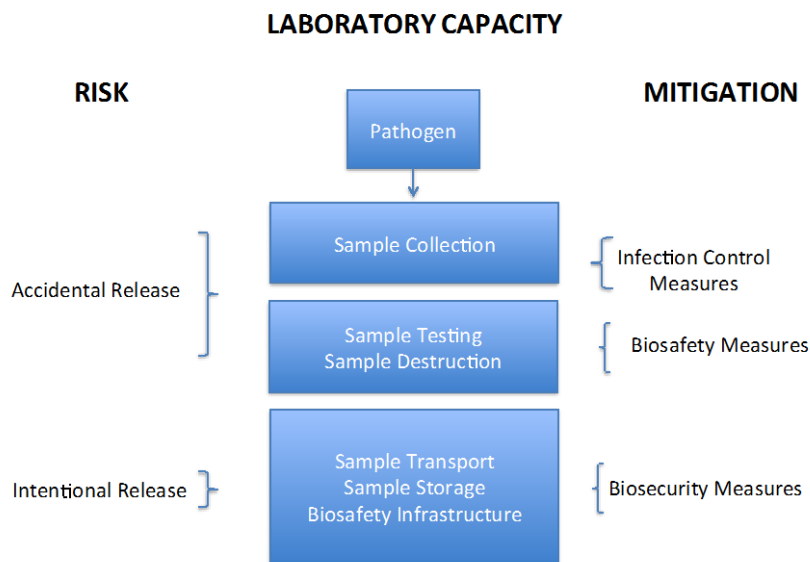 LABORATORY CAPACITY
RISK
MITIGATION
Pathogen
Sample Collection
Infection Control
Measures
Accidental Release
Sample Testing
Sample Destruction
Biosafety Measures
Sample Transport
Sample Storage
Biosafety Infrastructure
Intentional Release
Biosecurity Measures